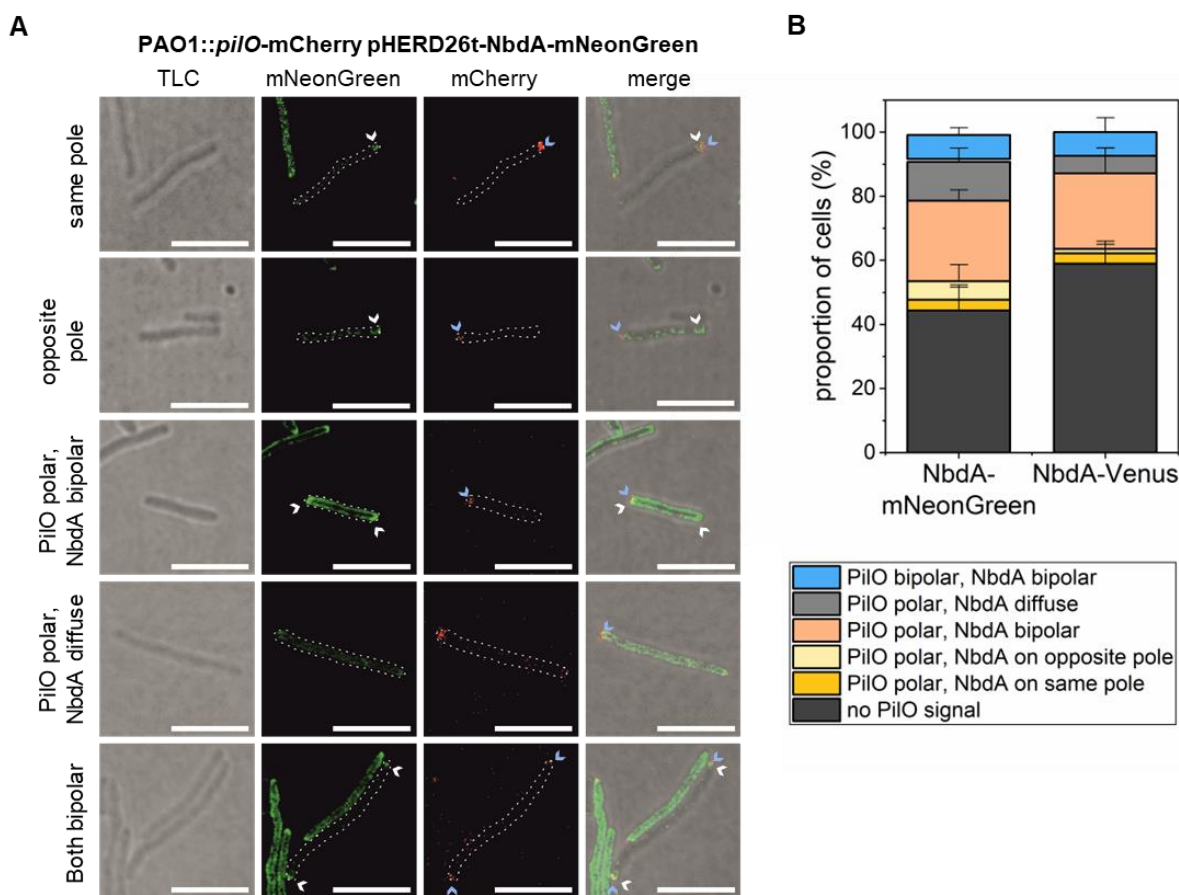 A
PAO1::pilO-mCherry pHERD26t-NbdA-mNeonGreen
TLC mNeonGreen mCherry merge
same pole
opposite
pole
PilO polar,
NbdA bipolar
PilO polar,
NbdA diffuse
Both bipolar
B
proportion of cells (%)
100
80
60
40
20
0
NbdA-
mNeonGreen
NbdA-Venus
PilO bipolar, NbdA bipolar
PilO polar, NbdA diffuse
PilO polar, NbdA bipolar
PilO polar, NbdA on opposite pole
PilO polar, NbdA on same pole
no PilO signal